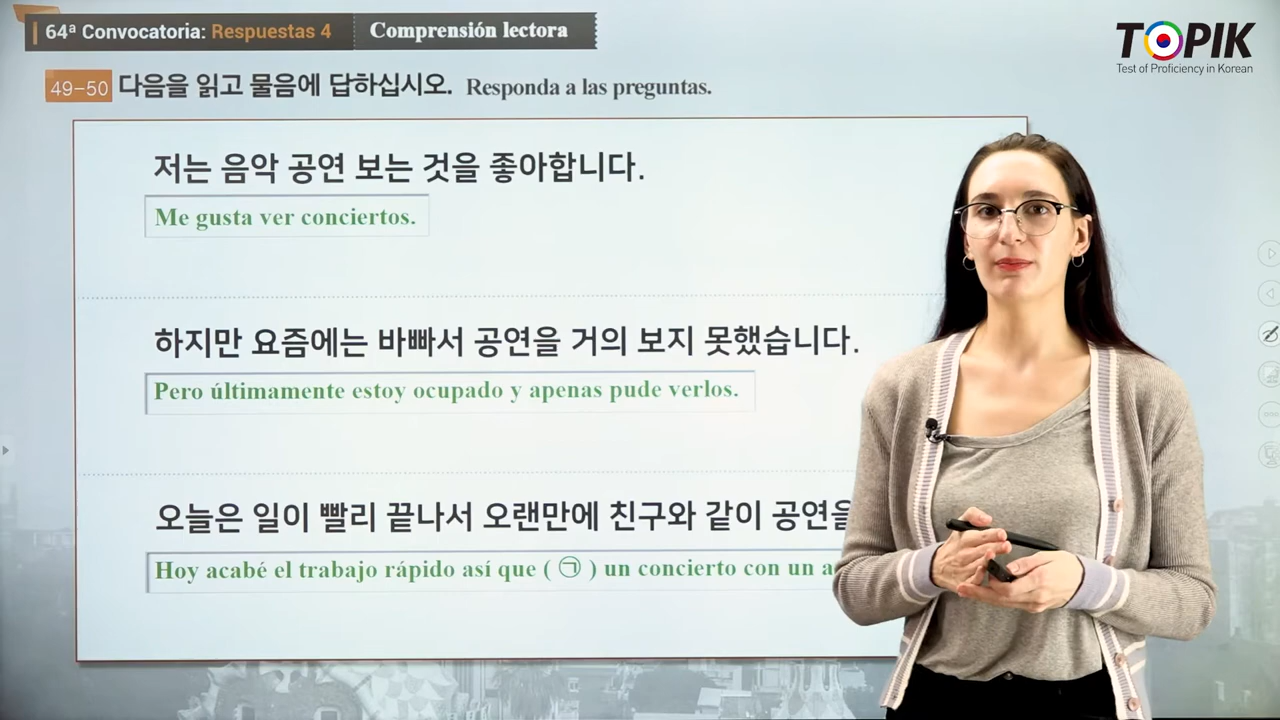 64ª Convocatoria: Respuestas 4 Comprensión lectora
TOPIK
Test of Proficiency in Korean
49-50 다음을 읽고 물음에 답하십시오. Responda a las preguntas.
저는 음악 공연 보는 것을 좋아합니다.
Me gusta ver conciertos.
하지만 요즘에는 바빠서 공연을 거의 보지 못했습니다.
Pero últimamente estoy ocupado y apenas pude verlos.
오늘은 일이 빨리 끝나서 오랜만에 친구와 같이 공연을
Hoy acabé el trabajo rápido así que ( ㉠ ) un concierto con un